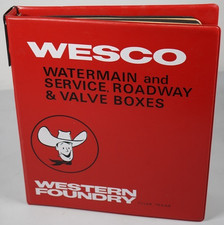 WESCO
WATERMAIN and
SERVICE, ROADWAY
& VALVE BOXES
WESTERN
FOUNDRY